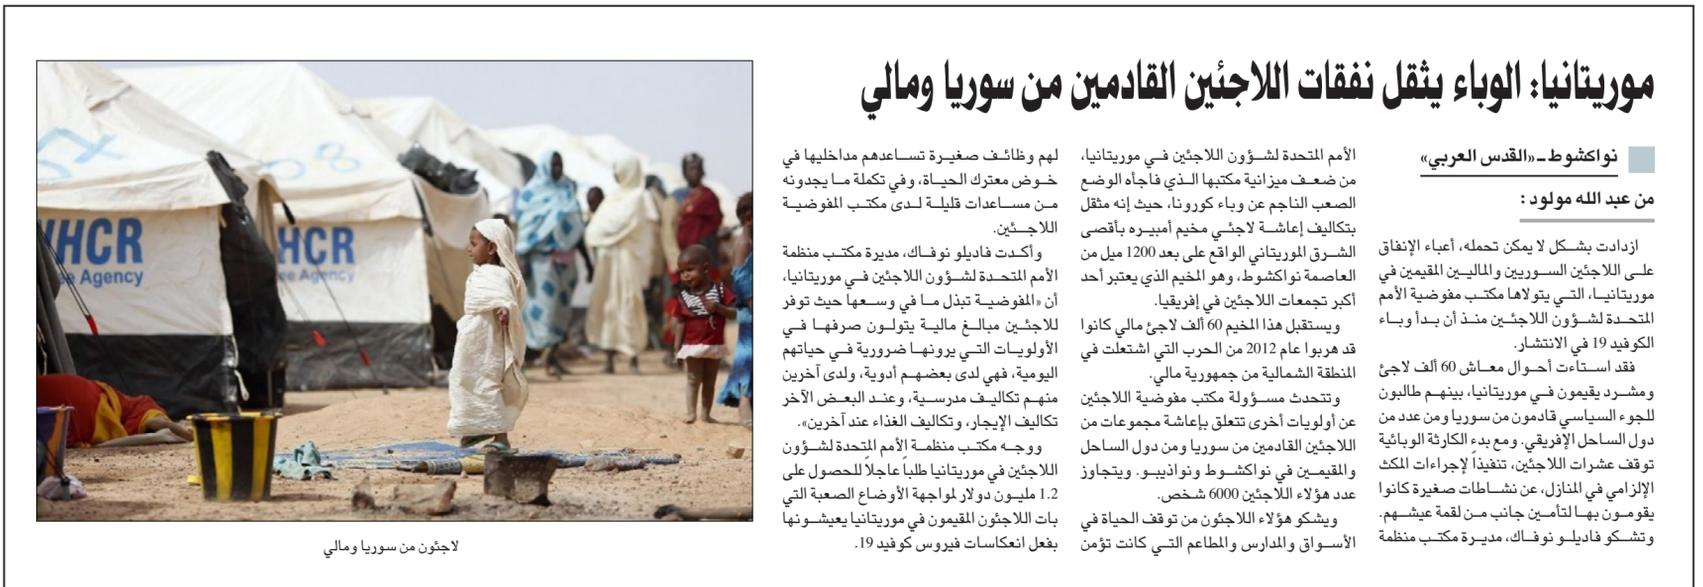 موريتانيا: الوباء يثقل نفقات اللاجئين القادمين من سوريا ومالي
نواكشوط ـ «القدس العربي»
من عبد الله مولود :
ازدادت بشكل لا يمكن تحمله، أعباء الإنفاق
على اللاجئين السوريين والماليين المقيمين في
موريتانيا، التي يتولاها مكتب مفوضية الأمم
المتحدة لشؤون اللاجئين منذ أن بدأ وباء
الكوفيد 19 في الانتشار.
فقد استاءت أحوال معاش 60 ألف لاجئ
ومشرد يقيمون في موريتانيا، بينهم طالبون
للجوء السياسي قادمون من سوريا ومن عدد من
دول الساحل الإفريقي. ومع بدء الكارثة الوبائية
توقف عشرات اللاجئين، تنفيذاً لإجراءات المكث
الإلزامي في المنازل، عن نشاطات صغيرة كانوا
يقومون بها لتأمين جانب من لقمة عيشهم.
وتشكو فاديلو نوفاك، مديرة مكتب منظمة
الأمم المتحدة لشؤون اللاجئين في موريتانيا،
من ضعف ميزانية مكتبها الذي فاجأه الوضع
الصعب الناجم عن وباء كورونا، حيث إنه مثقل
بتكاليف إعاشة لاجئي مخيم أمبيره بأقصى
الشرق الموريتاني الواقع على بعد 1200 ميل من
العاصمة نواكشوط، وهو المخيم الذي يعتبر أحد
أكبر تجمعات اللاجئين في إفريقيا.
ويستقبل هذا المخيم 60 ألف لاجئ مالي كانوا
قد هربوا عام 2012 من الحرب التي اشتعلت في
المنطقة الشمالية من جمهورية مالي.
وتتحدث مسؤولة مكتب مفوضية اللاجئين
عن أولويات أخرى تتعلق بإعاشة مجموعات من
اللاجئين القادمين من سوريا ومن دول الساحل
والمقيمين في نواكشوط ونواذيبو. ويتجاوز
عدد هؤلاء اللاجئين 6000 شخص.
ويشكو هؤلاء اللاجئون من توقف الحياة في
الأسواق والمدارس والمطاعم التي كانت تؤمن
لهم وظائف صغيرة تساعدهم مداخليها في
خوض معترك الحياة، وفي تكملة ما يجدونه
من مساعدات قليلة لدى مكتب المفوضية
اللاجئين.
وأكدت فاديلو نوفاك، مديرة مكتب منظمة
الأمم المتحدة لشؤون اللاجئين في موريتانيا،
أن «المفوضية تبذل ما في وسعها حيث توفر
للاجئين مبالغ مالية يتولون صرفها في
الأولويات التي يرونها ضرورية في حياتهم
اليومية، فهي لدى بعضهم أدوية، ولدى آخرين
منهم تكاليف مدرسية، وعند البعض الآخر
تكاليف الإيجار، وتكاليف الغذاء عند آخرين».
ووجه مكتب منظمة الأمم المتحدة لشؤون
اللاجئين في موريتانيا طلباً عاجلاً للحصول على
1.2 مليون دولار لمواجهة الأوضاع الصعبة التي
بات اللاجئون المقيمون في موريتانيا يعيشونها
بفعل انعكاسات فيروس كوفيد 19.
HCR
Agency
HCR
ee Agency
لاجئون من سوريا ومالي